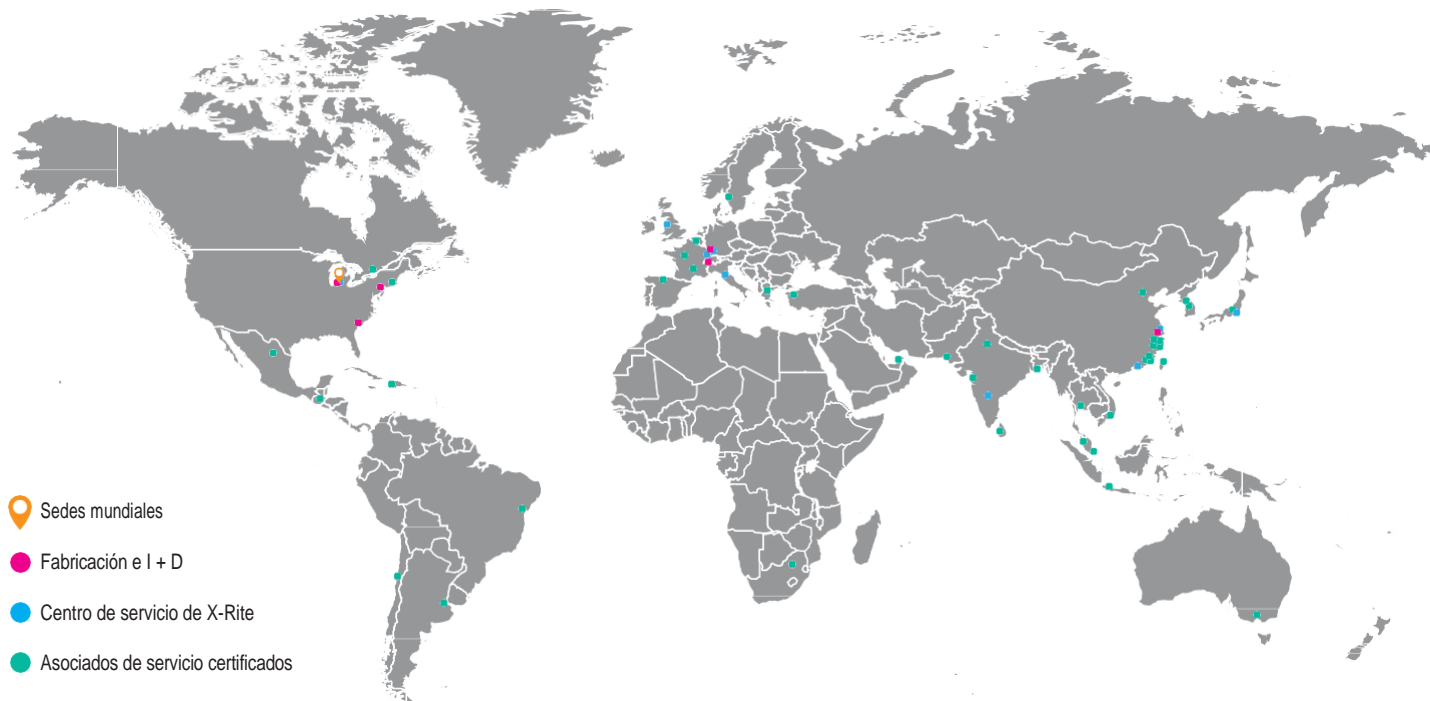 Sedes mundiales
Fabricación e I + D
Centro de servicio de X-Rite
Asociados de servicio certificados